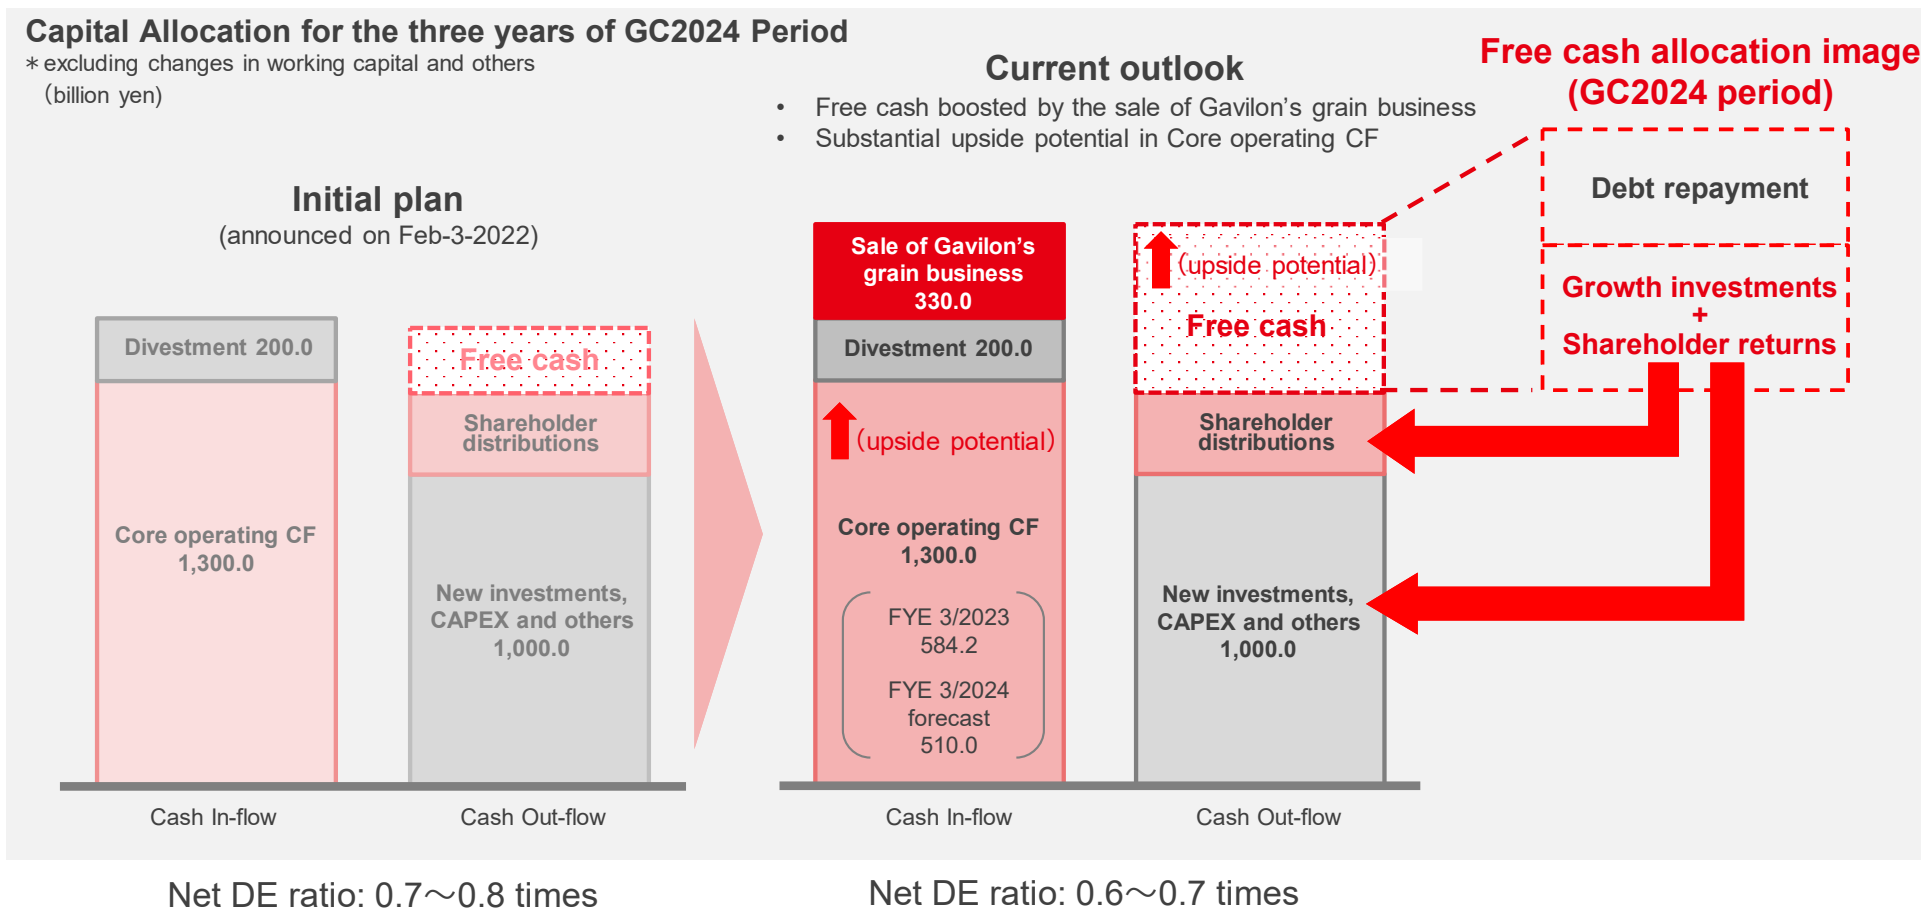 Capital Allocation for the three years of GC2024 Period
＊excluding changes in working capital and others
(billion yen)
Initial plan
(announced on Feb-3-2022)
Divestment 200.0
Core operating CF
1,300.0
Free cash
Shareholder
distributions
New investments,
CAPEX and others
1,000.0
Cash In-flow
Cash Out-flow
Net DE ratio: 0.7～0.8 times
Current outlook
• Free cash boosted by the sale of Gavilon’s grain business
• Substantial upside potential in Core operating CF
Sale of Gavilon’s
grain business
330.0
Divestment 200.0
(upside potential)
Core operating CF
1,300.0
FYE 3/2023
584.2
FYE 3/2024
forecast
510.0
(upside potential)
Free cash
Shareholder
distributions
New investments,
CAPEX and others
1,000.0
Cash In-flow
Cash Out-flow
Net DE ratio: 0.6～0.7 times
Free cash allocation image
(GC2024 period)
Debt repayment
Growth investments
+
Shareholder returns